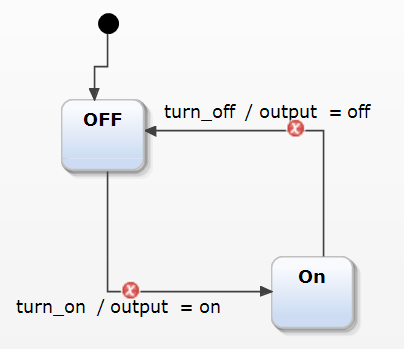 turn_off / output = off
OFF
On
turn_on / output = on